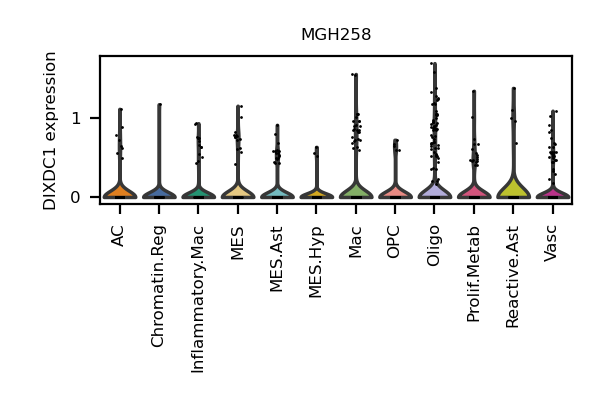 MGH258
DIXDC1 expression
1
0
AC
Chromatin.Reg
Inflammatory.Mac
MES
MES.Ast
MES.Hyp
Mac
OPC
Oligo
Prolif.Metab
Reactive.Ast
Vasc